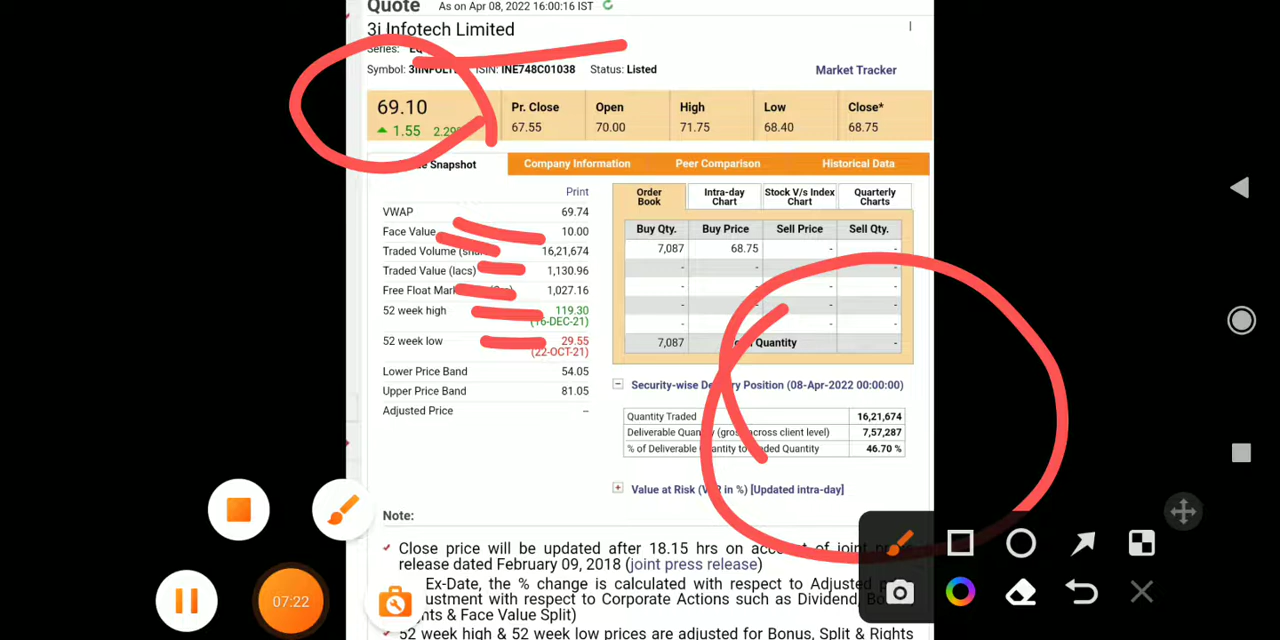 Quote As on Apr 08, 2022 16:00:16 IST
3i Infotech Limited
Series:
Symbol: ISIN: INE748C01038 Status: Listed
Market Tracker
69.10
1.55
Pr. Close Open High Low Close*
67.55 70.00 71.75 68.40 68.75
Snapshot Company Information Peer Comparison Historical Data
Print
VWAP 69.74
Face Value 10.00
Traded Volume 16,21,674
Traded Value (lacs) 1,130.96
Free Float 1,027.16
52 week high 119.30
(16-DEC-21)
52 week low 29.55
(22-OCT-21)
Lower Price Band 54.05
Upper Price Band 81.05
Adjusted Price –
Order Book
Intra-day Chart
Stock V/s Index Chart
Quarterly Charts
Buy Qty. Buy Price Sell Price Sell Qty.
7,087 68.75 - -
- - - -
- - - -
- - - -
- - - -
7,087 Quantity -
Security-wise Delivery Position (08-Apr-2022 00:00:00)
Quantity Traded 16,21,674
Deliverable Quantity (gross across client level) 7,57,287
% of Deliverable Quantity to Traded Quantity 46.70 %
Value at Risk (VaR in %) [Updated intra-day]
Note:
Close price will be updated after 18.15 hrs on account of joint
release dated February 09, 2018 (joint press release)
Ex-Date, the % change is calculated with respect to Adjusted
with respect to Corporate Actions such as Dividend,
& Face Value Split)
52 week high & 52 week low prices are adjusted for Bonus, Split & Rights
07:22